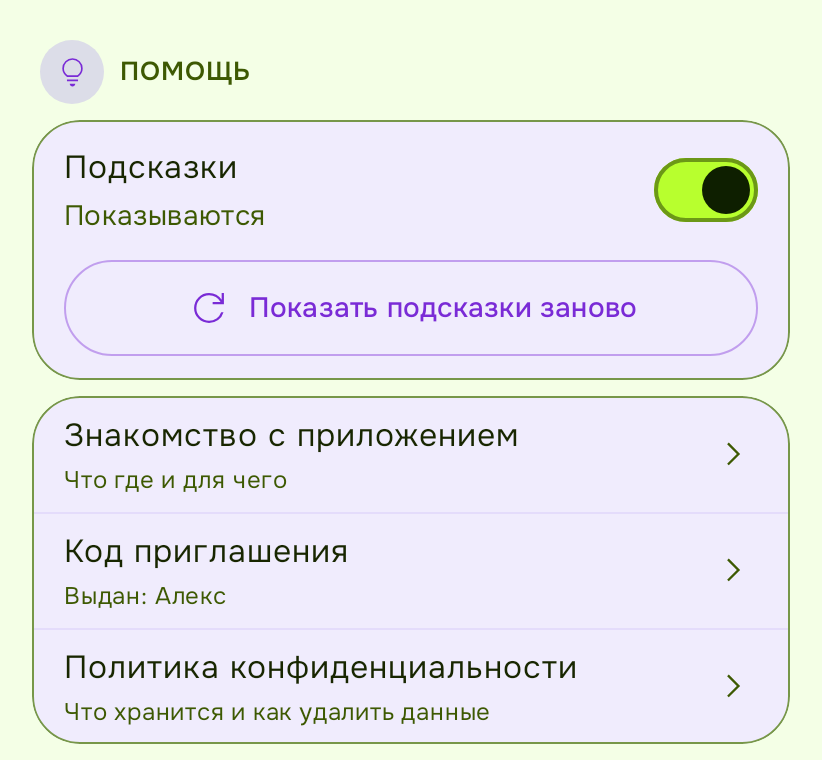 ПОМОЩЬ
Подсказки
Показываются
Показать подсказки заново
Знакомство с приложением
Что где и для чего
Код приглашения
Выдан: Алекс
Политика конфиденциальности
Что хранится и как удалить данные